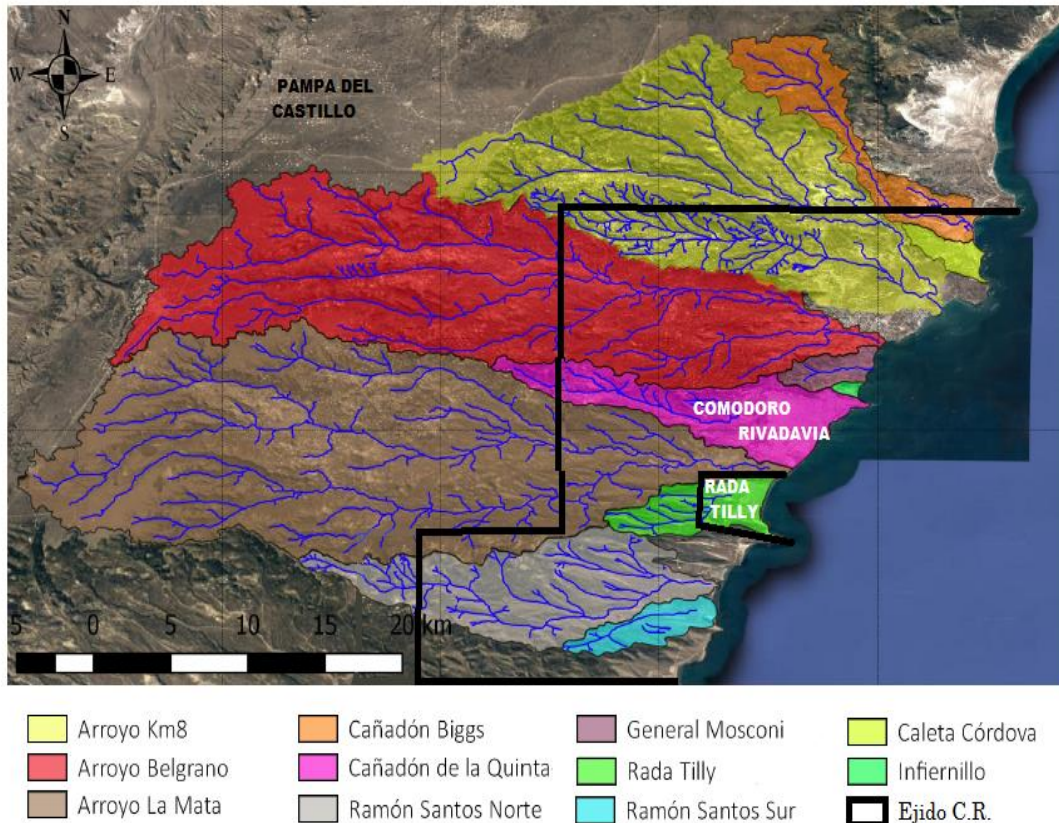 N
W E
S
PAMPA DEL
CASTILLO
COMODORO
RIVADAVIA
RADA
TILLY
5 0 5 10 15 20 km
Arroyo Km8
Cañadón Biggs
General Mosconi
Caleta Córdova
Arroyo Belgrano
Cañadón de la Quinta
Rada Tilly
Infiernillo
Arroyo La Mata
Ramón Santos Norte
Ramón Santos Sur
Ejido C.R.